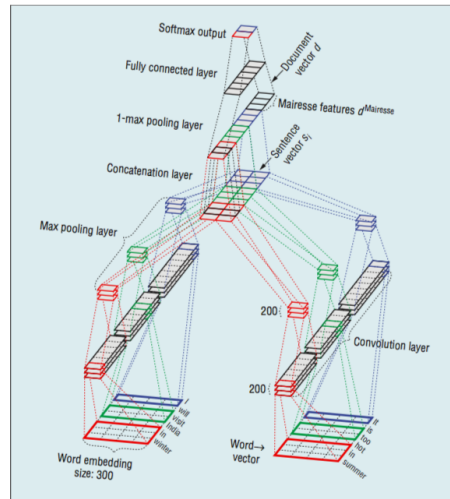 Softmax output
Fully connected layer
Document
vector d
Mairesse features d^Mairesse
1-max pooling layer
Sentence
vector sᵢ
Concatenation layer
Max pooling layer
200
Convolution layer
200
I
will
visit
India
in
winter
It
is
too
hot
in
summer
Word→
vector
Word embedding
size: 300